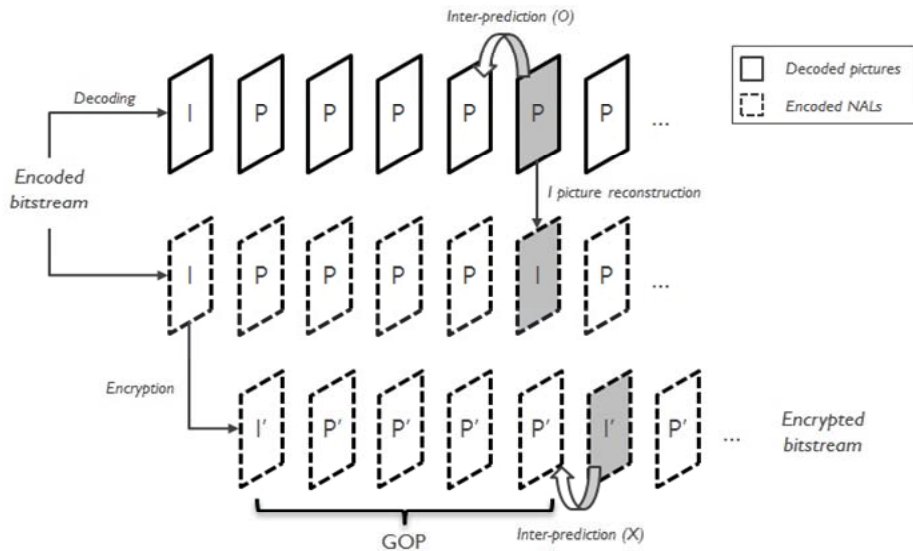 Inter-prediction (O)
Decoded pictures
Encoded NALs
Decoding
I P P P P P P ...
Encoded
bitstream
I picture reconstruction
I P P P P I P ...
Encryption
I' P' P' P' P' I' P' ...
Encrypted
bitstream
GOP
Inter-prediction (X)